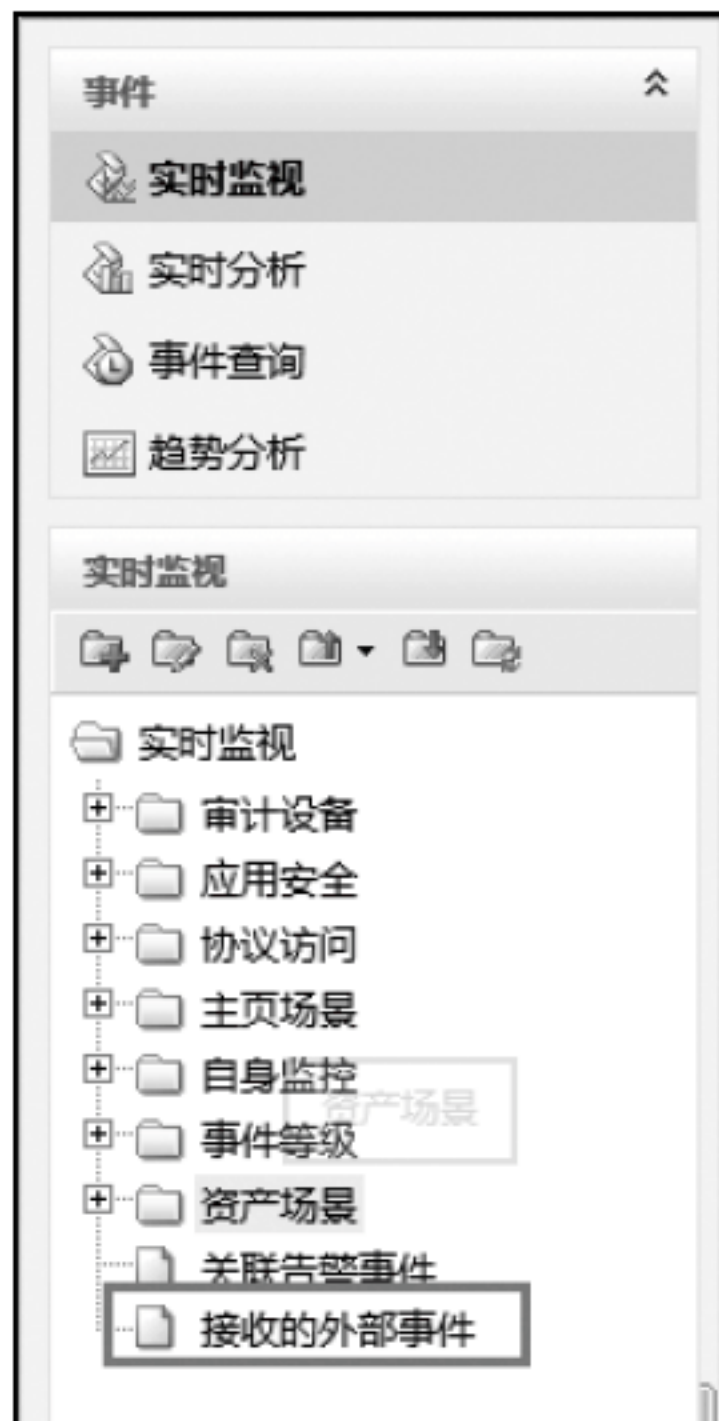 事件
实时监视
实时分析
事件查询
趋势分析
实时监视
实时监视
审计设备
应用安全
协议访问
主页场景
自身监控
资产场景
事件等级
资产场景
关联告警事件
接收的外部事件